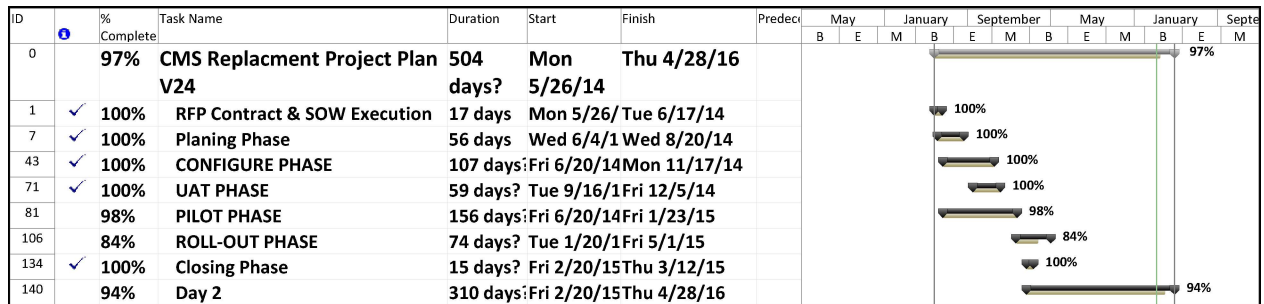 ID % Complete Task Name Duration Start Finish Predece May January September May January Septe
B E M B E M B E M B E M
0 97% CMS Replacment Project Plan V24 504 days? Mon 5/26/14 Thu 4/28/16 97%
1 100% RFP Contract & SOW Execution 17 days Mon 5/26/ Tue 6/17/14 100%
7 100% Planing Phase 56 days Wed 6/4/1 Wed 8/20/14 100%
43 100% CONFIGURE PHASE 107 days? Fri 6/20/14 Mon 11/17/14 100%
71 100% UAT PHASE 59 days? Tue 9/16/1 Fri 12/5/14 100%
81 98% PILOT PHASE 156 days? Fri 6/20/14 Fri 1/23/15 98%
106 84% ROLL-OUT PHASE 74 days? Tue 1/20/1 Fri 5/1/15 84%
134 100% Closing Phase 15 days? Fri 2/20/15 Thu 3/12/15 100%
140 94% Day 2 310 days? Fri 2/20/15 Thu 4/28/16 94%